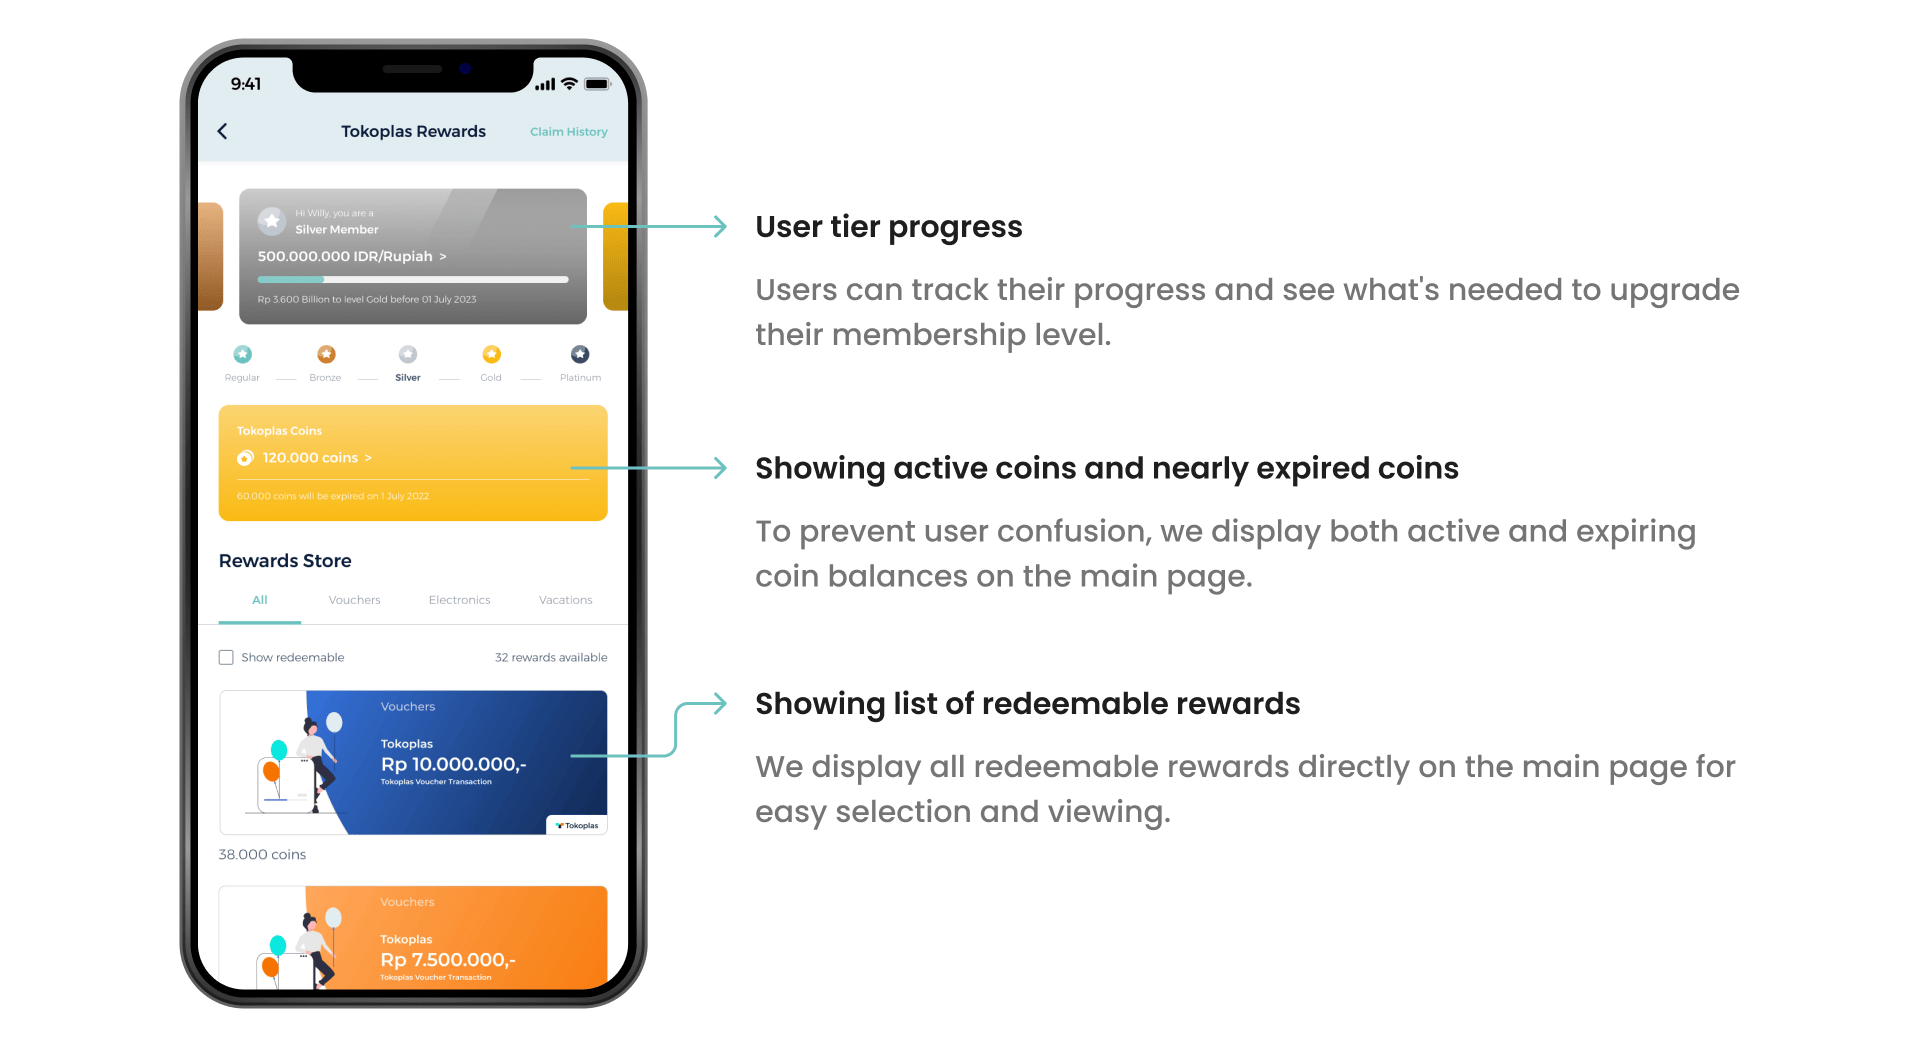 9:41
Tokoplas Rewards
Claim History
Hi Willy, you are a
Silver Member
500.000.000 IDR/Rupiah >
Rp 3.600 Billion to level Gold before 01 July 2023
Regular
Bronze
Silver
Gold
Platinum
Tokoplas Coins
120.000 coins >
60.000 coins will be expired on 1 July 2022
Rewards Store
All
Vouchers
Electronics
Vacations
Show redeemable
32 rewards available
Vouchers
Tokoplas
Rp 10.000.000,-
Tokoplas Voucher Transaction
Tokoplas
38.000 coins
Vouchers
Tokoplas
Rp 7.500.000,-
Tokoplas Voucher Transaction
User tier progress
Users can track their progress and see what's needed to upgrade
their membership level.
Showing active coins and nearly expired coins
To prevent user confusion, we display both active and expiring
coin balances on the main page.
Showing list of redeemable rewards
We display all redeemable rewards directly on the main page for
easy selection and viewing.